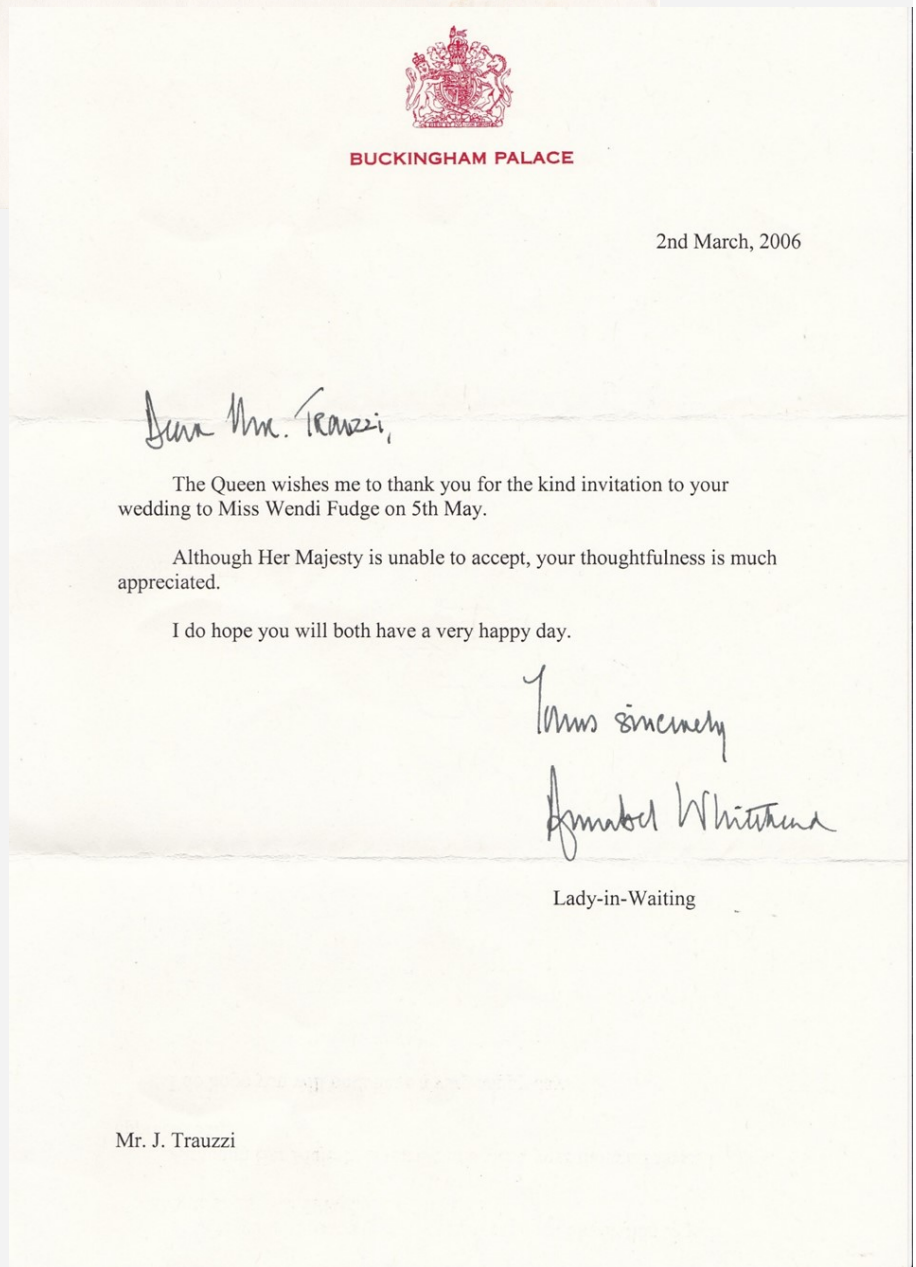 BUCKINGHAM PALACE
2nd March, 2006
Dear Mr. Trauzzi,
The Queen wishes me to thank you for the kind invitation to your
wedding to Miss Wendi Fudge on 5th May.
Although Her Majesty is unable to accept, your thoughtfulness is much
appreciated.
I do hope you will both have a very happy day.
Yours sincerely
Annabel Whitehead
Lady-in-Waiting
Mr. J. Trauzzi